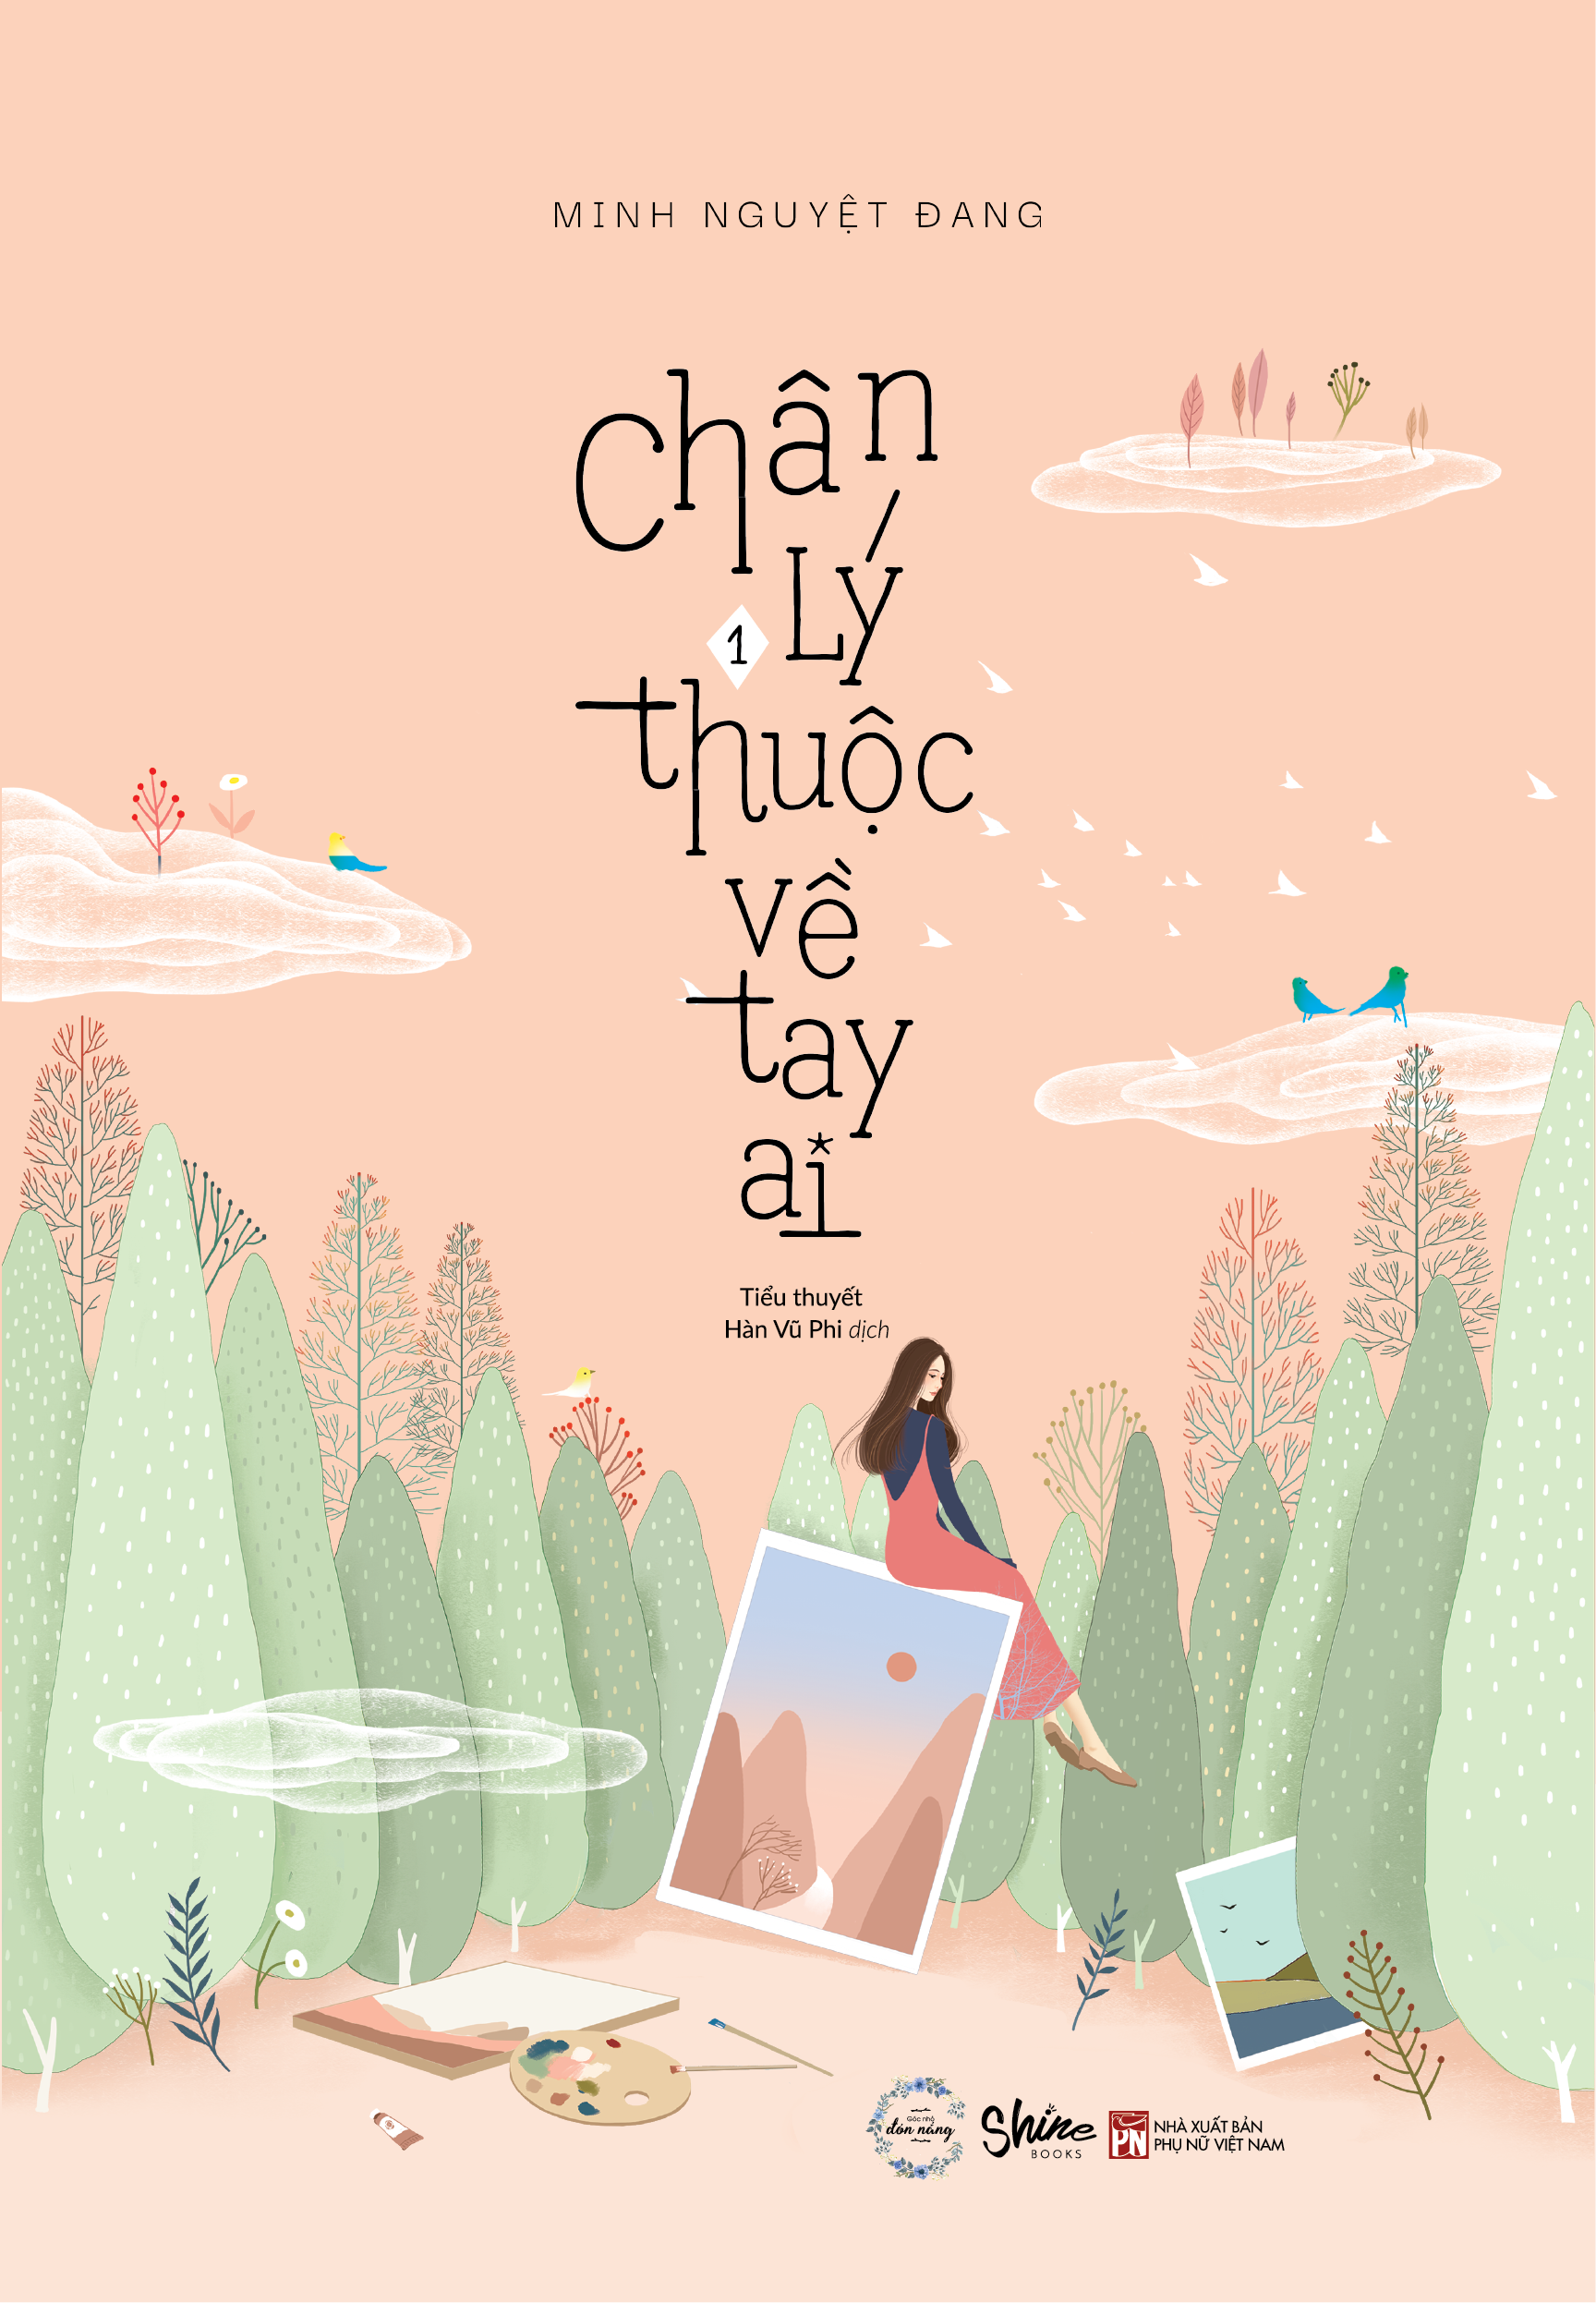 MINH NGUYỆT ĐANG
chân
Lý
1
thuộc
về
tay
ai
Tiểu thuyết
Hàn Vũ Phi dịch
Góc nhỏ
đón nắng
Shine
BOOKS
PN
NHÀ XUẤT BẢN
PHỤ NỮ VIỆT NAM